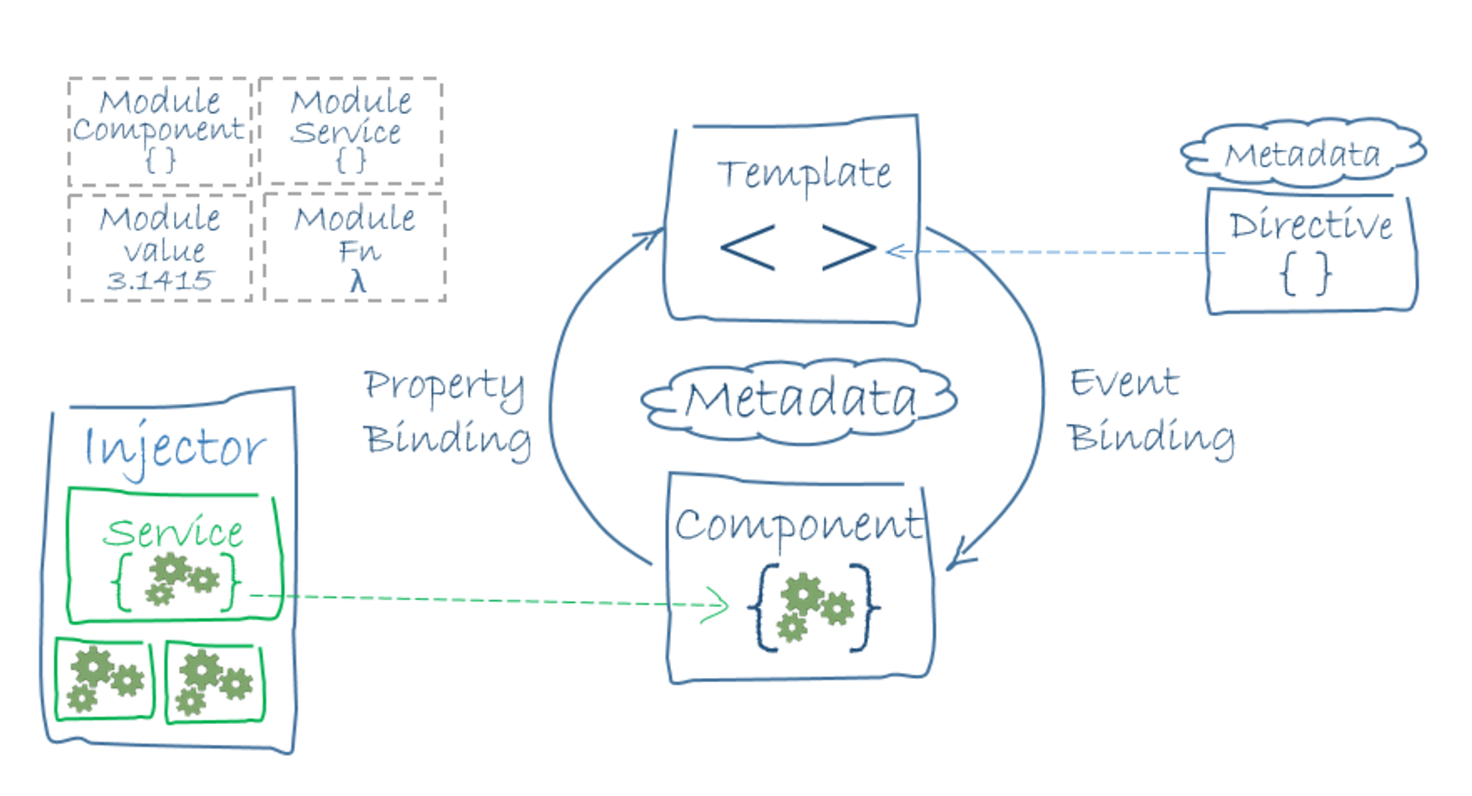 Module
Component
{ }
Module
Service
{ }
Module
value
3.1415
Module
Fn
λ
Template
< >
Metadata
Directive
{ }
Property
Binding
Metadata
Event
Binding
Injector
Service
{ }
Component
{ }